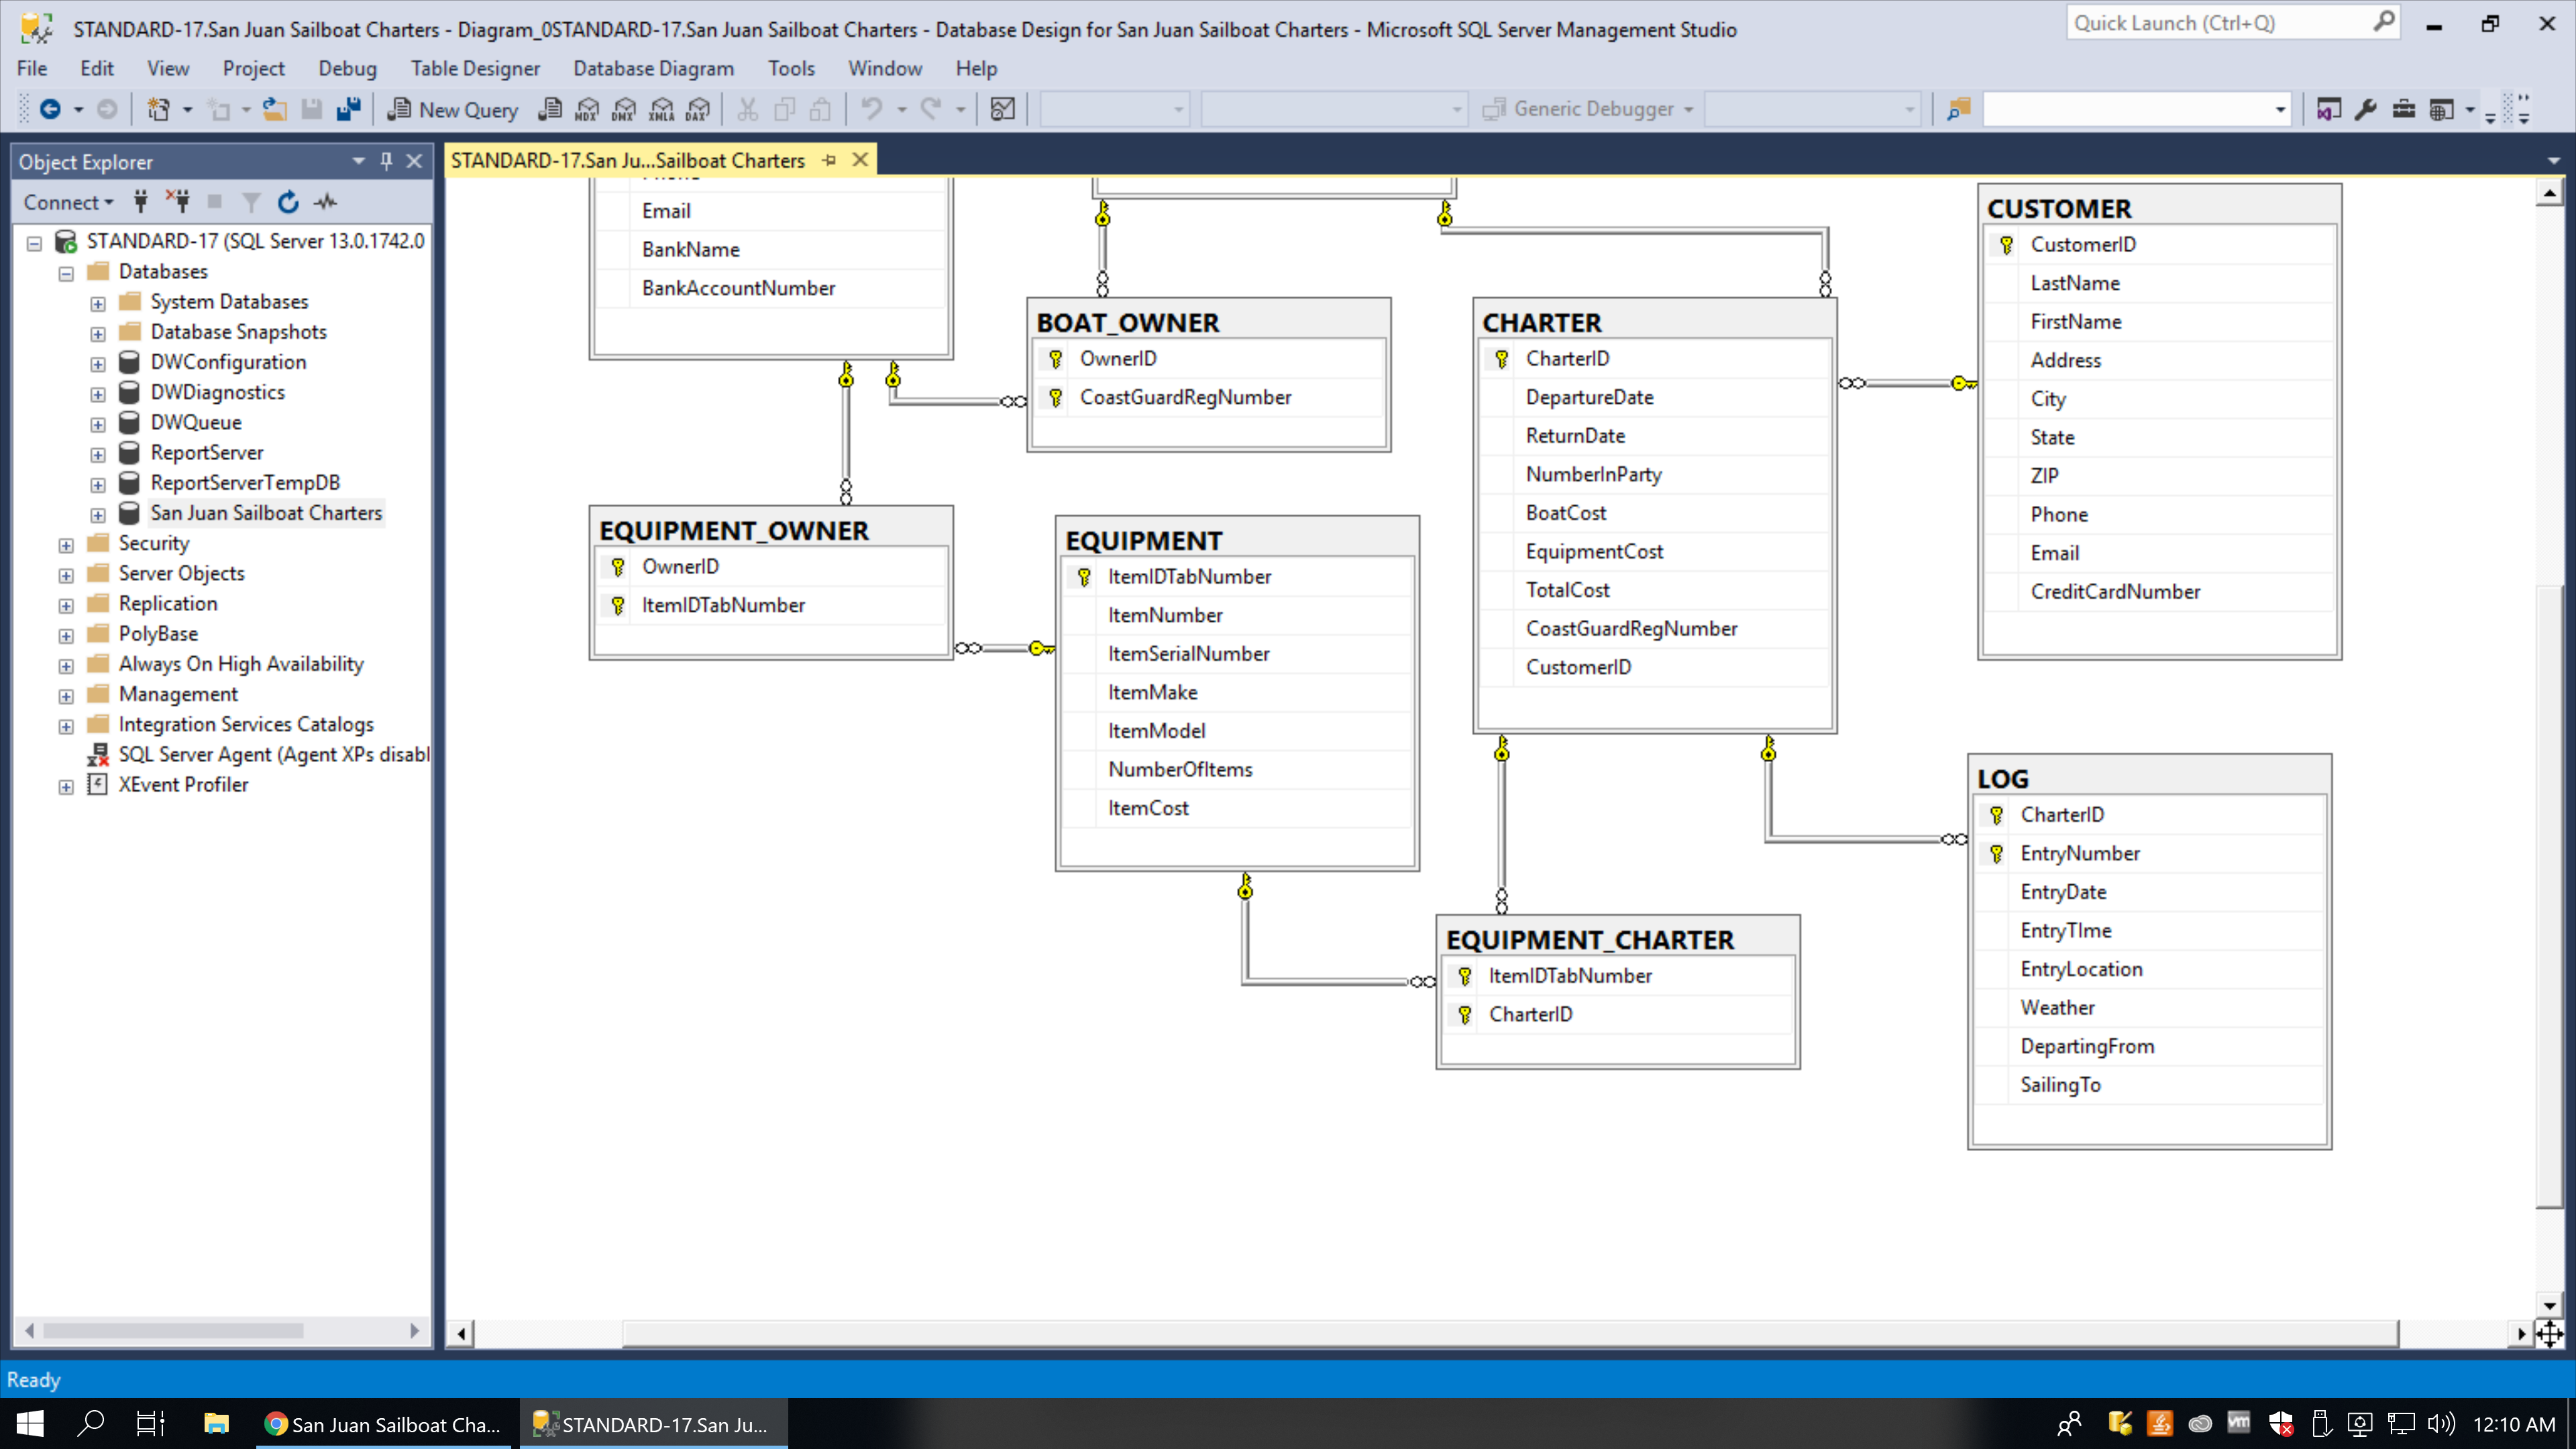 STANDARD-17.San Juan Sailboat Charters - Diagram_0STANDARD-17.San Juan Sailboat Charters - Database Design for San Juan Sailboat Charters - Microsoft SQL Server Management Studio
Quick Launch (Ctrl+Q)
File Edit View Project Debug Table Designer Database Diagram Tools Window Help
New Query MDX DMX XMLA DAX Generic Debugger
Object Explorer
Connect
STANDARD-17 (SQL Server 13.0.1742.0
Databases
System Databases
Database Snapshots
DWConfiguration
DWDiagnostics
DWQueue
ReportServer
ReportServerTempDB
San Juan Sailboat Charters
Security
Server Objects
Replication
PolyBase
Always On High Availability
Management
Integration Services Catalogs
SQL Server Agent (Agent XPs disabl
XEvent Profiler
STANDARD-17.San Ju...Sailboat Charters
Email
BankName
BankAccountNumber
BOAT_OWNER
OwnerID
CoastGuardRegNumber
CHARTER
CharterID
DepartureDate
ReturnDate
NumberInParty
BoatCost
EquipmentCost
TotalCost
CoastGuardRegNumber
CustomerID
CUSTOMER
CustomerID
LastName
FirstName
Address
City
State
ZIP
Phone
Email
CreditCardNumber
EQUIPMENT_OWNER
OwnerID
ItemIDTabNumber
EQUIPMENT
ItemIDTabNumber
ItemNumber
ItemSerialNumber
ItemMake
ItemModel
NumberOfItems
ItemCost
EQUIPMENT_CHARTER
ItemIDTabNumber
CharterID
LOG
CharterID
EntryNumber
EntryDate
EntryTIme
EntryLocation
Weather
DepartingFrom
SailingTo
Ready
San Juan Sailboat Cha...
STANDARD-17.San Ju...
vm
12:10 AM